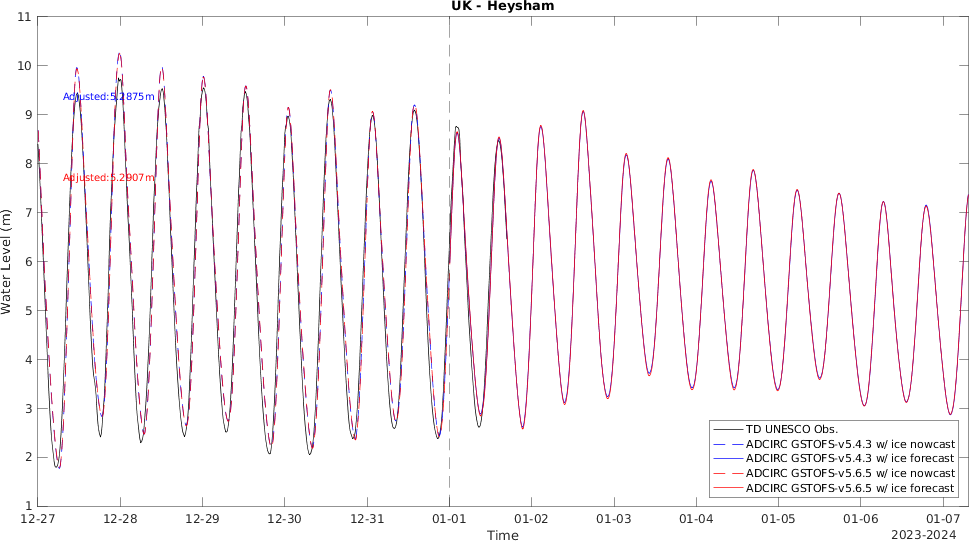 UK - Heysham
11
10
9
8
7
6
5
4
3
2
1
Water Level (m)
Adjusted:5.2875m
Adjusted:5.2907m
TD UNESCO Obs.
ADCIRC GSTOFS-v5.4.3 w/ ice nowcast
ADCIRC GSTOFS-v5.4.3 w/ ice forecast
ADCIRC GSTOFS-v5.6.5 w/ ice nowcast
ADCIRC GSTOFS-v5.6.5 w/ ice forecast
12-27 12-28 12-29 12-30 12-31 01-01 01-02 01-03 01-04 01-05 01-06 01-07
Time
2023-2024